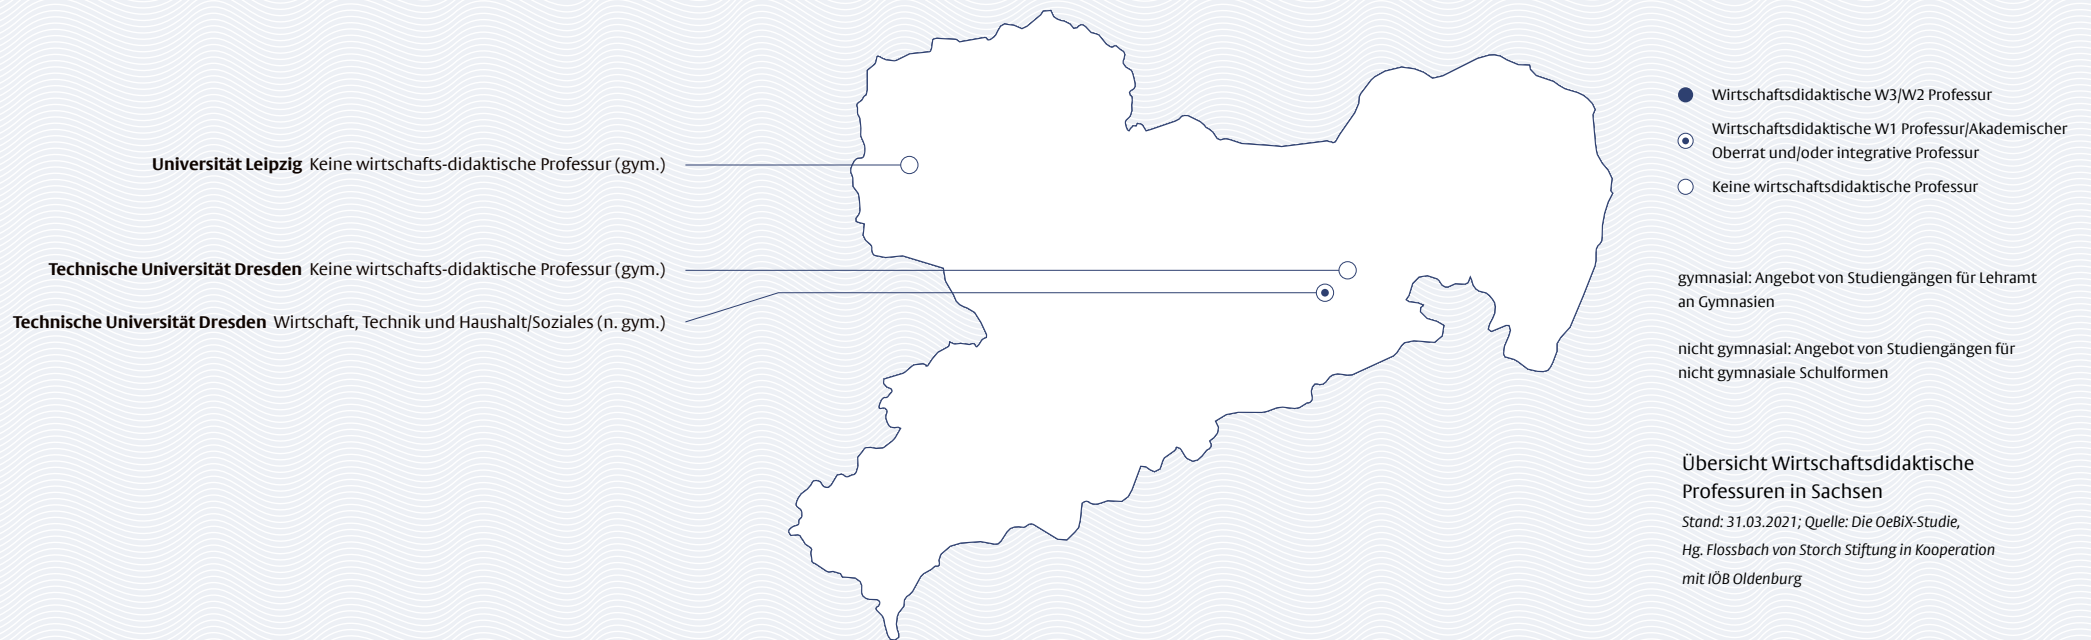 Universität Leipzig Keine wirtschafts-didaktische Professur (gym.)
Technische Universität Dresden Keine wirtschafts-didaktische Professur (gym.)
Technische Universität Dresden Wirtschaft, Technik und Haushalt/Soziales (n. gym.)
Wirtschaftsdidaktische W3/W2 Professur
Wirtschaftsdidaktische W1 Professur/Akademischer
Oberrat und/oder integrative Professur
Keine wirtschaftsdidaktische Professur
gymnasial: Angebot von Studiengängen für Lehramt
an Gymnasien
nicht gymnasial: Angebot von Studiengängen für
nicht gymnasiale Schulformen
Übersicht Wirtschaftsdidaktische
Professuren in Sachsen
Stand: 31.03.2021; Quelle: Die OeBiX-Studie,
Hg. Flossbach von Storch Stiftung in Kooperation
mit IÖB Oldenburg